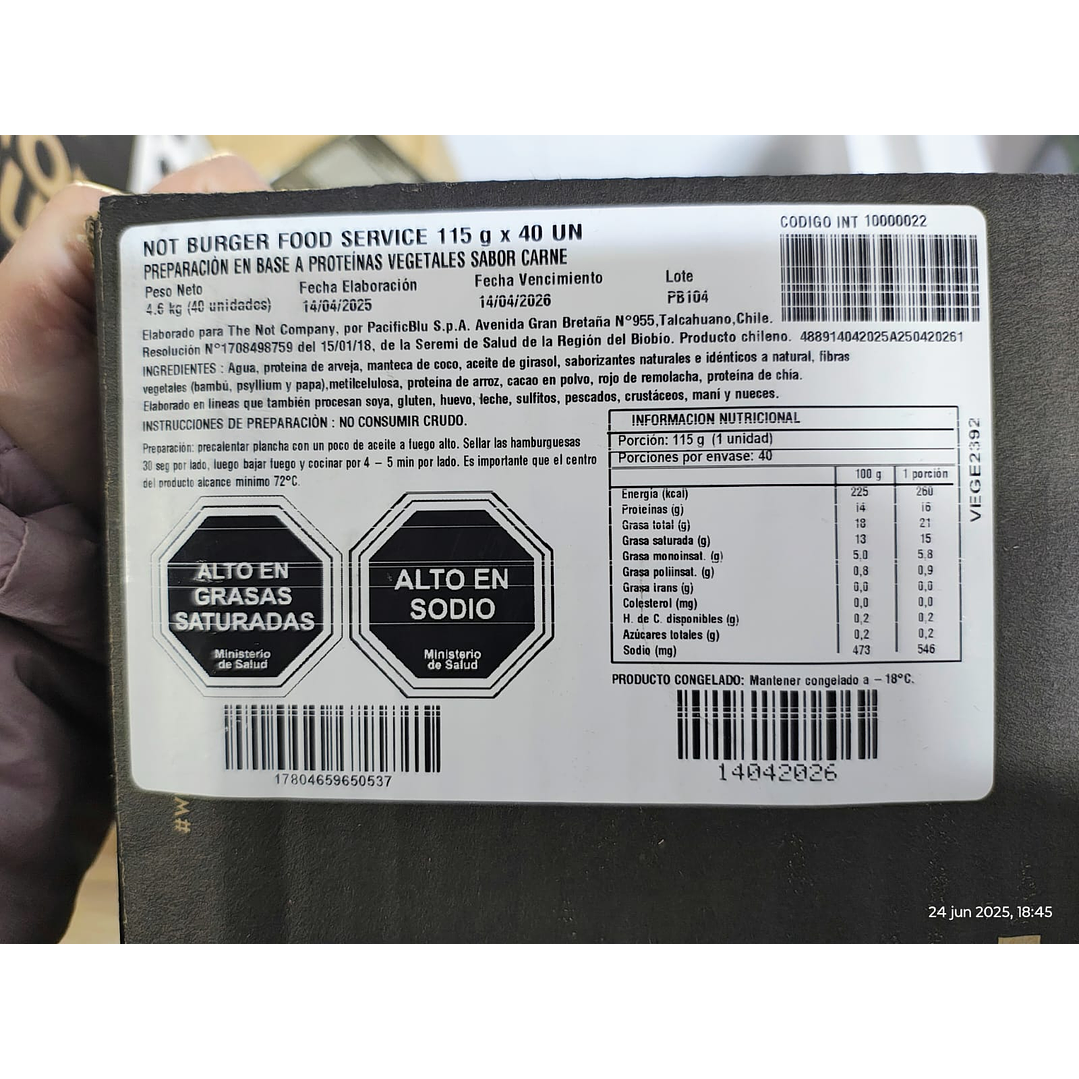 NOT BURGER FOOD SERVICE 115 g x 40 UN
PREPARACIÓN EN BASE A PROTEÍNAS VEGETALES SABOR CARNE
CODIGO INT 10000022
Peso Neto Fecha Elaboración Fecha Vencimiento Lote
4.6 kg (40 unidades) 14/04/2025 14/04/2026 PB104
Elaborado para The Not Company, por PacificBlu S.p.A. Avenida Gran Bretaña N°955,Talcahuano,Chile.
Resolución N°1708498759 del 15/01/18, de la Seremi de Salud de la Región del Biobio. Producto chileno. 488914042025A250420261
INGREDIENTES : Agua, proteína de arveja, manteca de coco, aceite de girasol, saborizantes naturales e idénticos a natural, fibras
vegetales (bambú, psyllium y papa),metilcelulosa, proteína de arroz, cacao en polvo, rojo de remolacha, proteína de chía.
Elaborado en lineas que también procesan soya, gluten, huevo, leche, sulfitos, pescados, crustáceos, maní y nueces.
INSTRUCCIONES DE PREPARACIÓN : NO CONSUMIR CRUDO.
Preparación: precalentar plancha con un poco de aceite a fuego alto. Sellar las hamburguesas
30 seg por lado, luego bajar fuego y cocinar por 4 – 5 min por lado. Es importante que el centro
del producto alcance mínimo 72°C.
ALTO EN
GRASAS
SATURADAS
Ministerio
de Salud
ALTO EN
SODIO
Ministerio
de Salud
17804659650537
INFORMACION NUTRICIONAL
Porción: 115 g (1 unidad)
Porciones por envase: 40
100 g 1 porción
Energía (kcal) 225 260
Proteínas (g) 14 16
Grasa total (g) 18 21
Grasa saturada (g) 13 15
Grasa monoinsat. (g) 5,0 5,8
Grasa poliinsat. (g) 0,8 0,9
Grasa trans (g) 0,0 0,0
Colesterol (mg) 0,0 0,0
H. de C. disponibles (g) 0,2 0,2
Azúcares totales (g) 0,2 0,2
Sodio (mg) 473 546
VEGE2392
PRODUCTO CONGELADO: Mantener congelado a – 18°C.
14042026
#W
24 jun 2025, 18:45